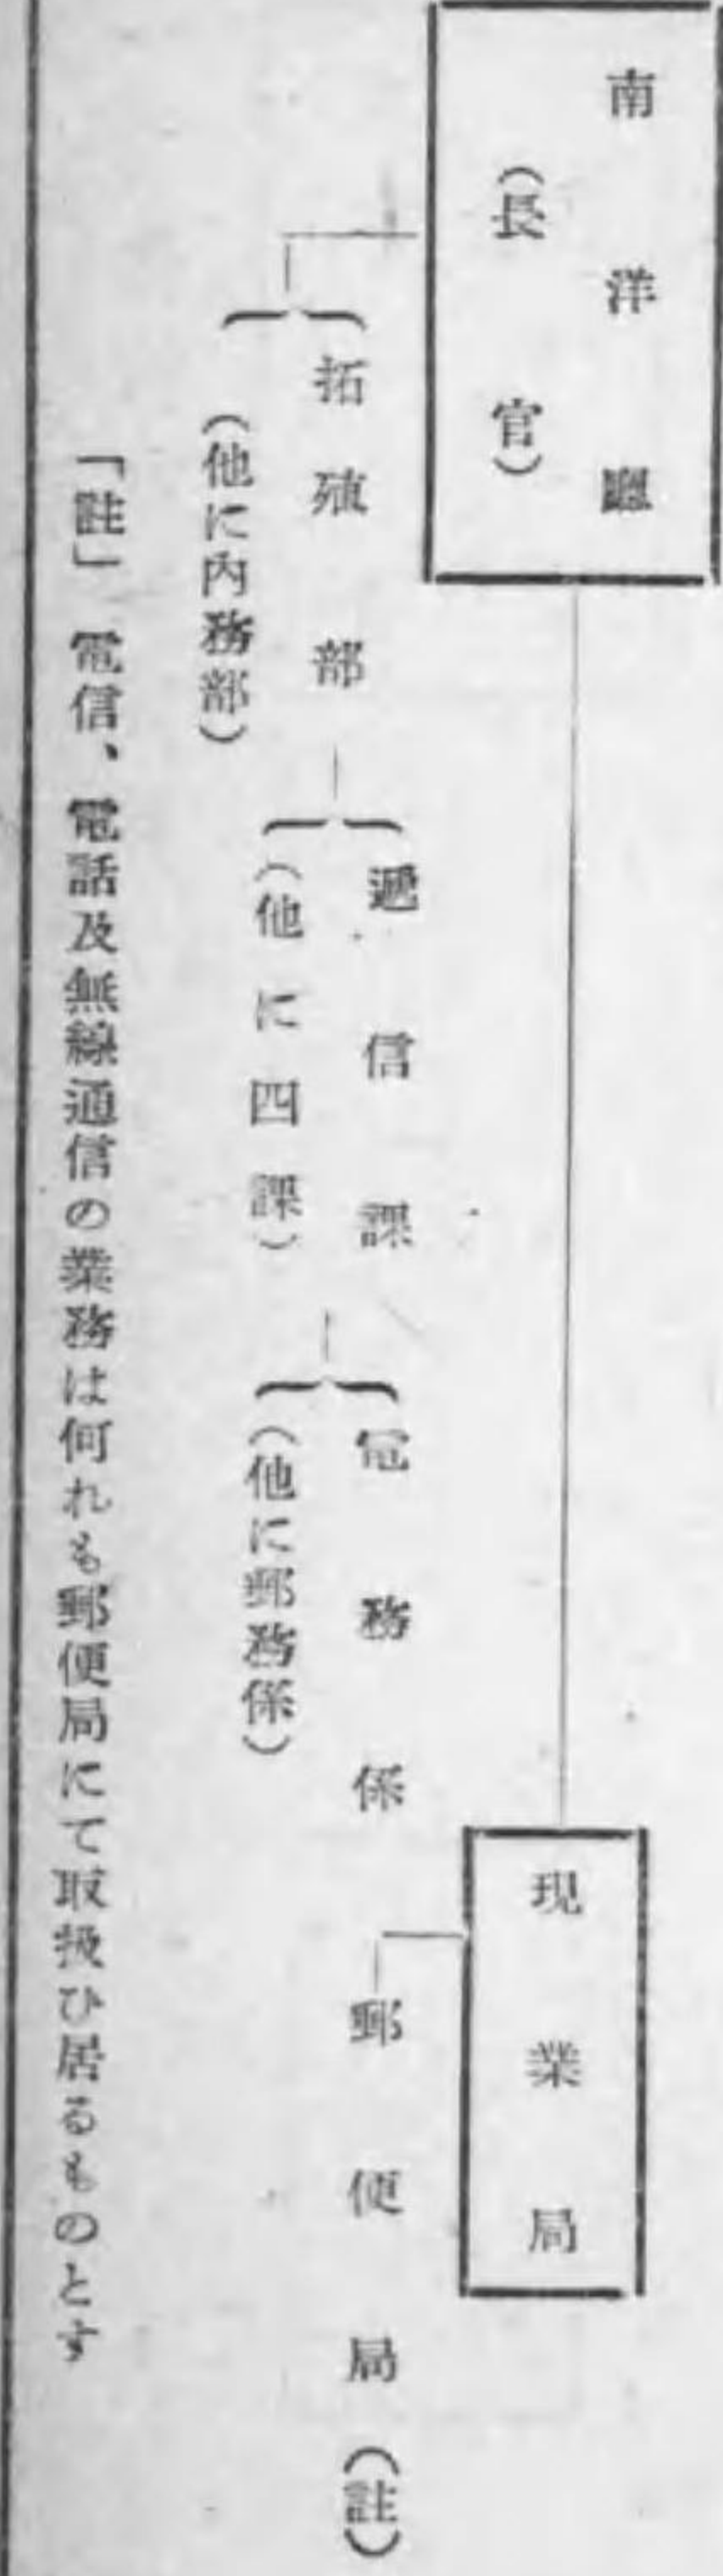 南洋廳
(長官)
現業局
郵便局(註)
拓殖部
(他に內務部)
遞信課
(他に四課)
電務係
(他に郵務係)
「註」 電信、電話及無線通信の業務は何れも郵便局にて取扱ひ居るものとす